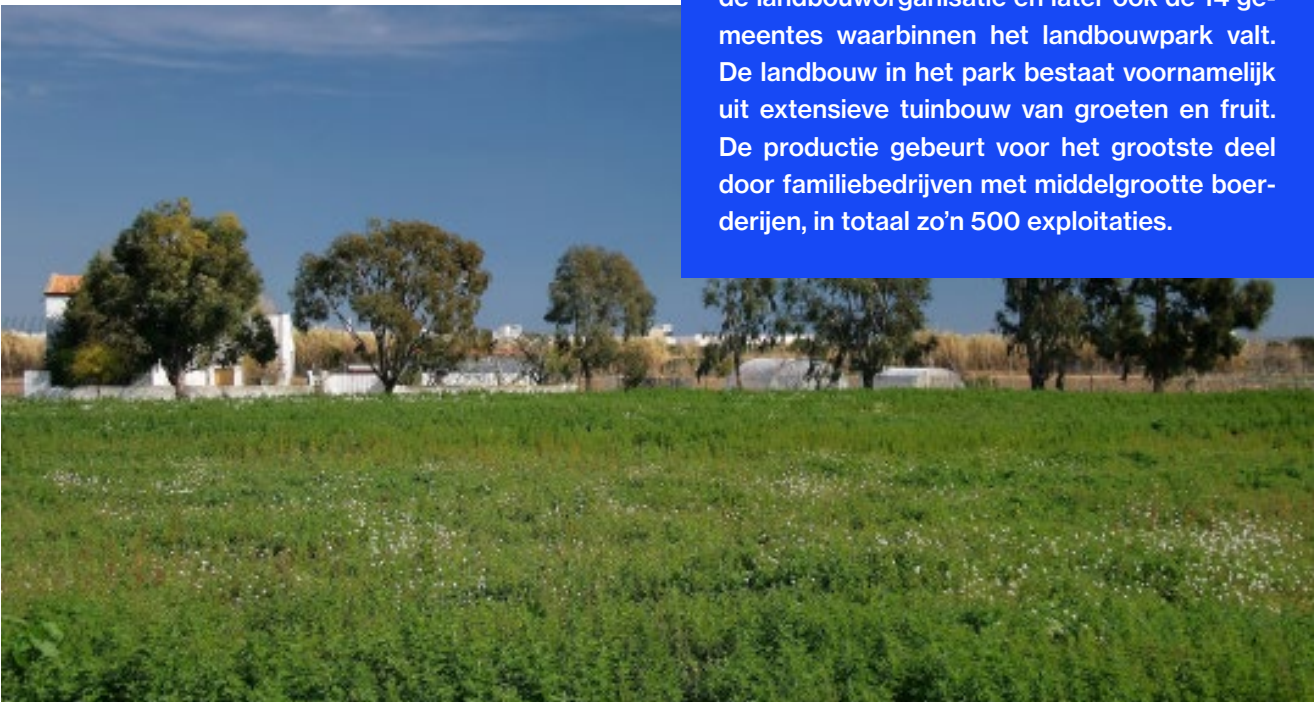 de landbouworganisatie en later ook de 14 ge-
meentes waarbinnen het landbouwpark valt.
De landbouw in het park bestaat voornamelijk
uit extensieve tuinbouw van groeten en fruit.
De productie gebeurt voor het grootste deel
door familiebedrijven met middelgrootte boer-
derijen, in totaal zo'n 500 exploitaties.